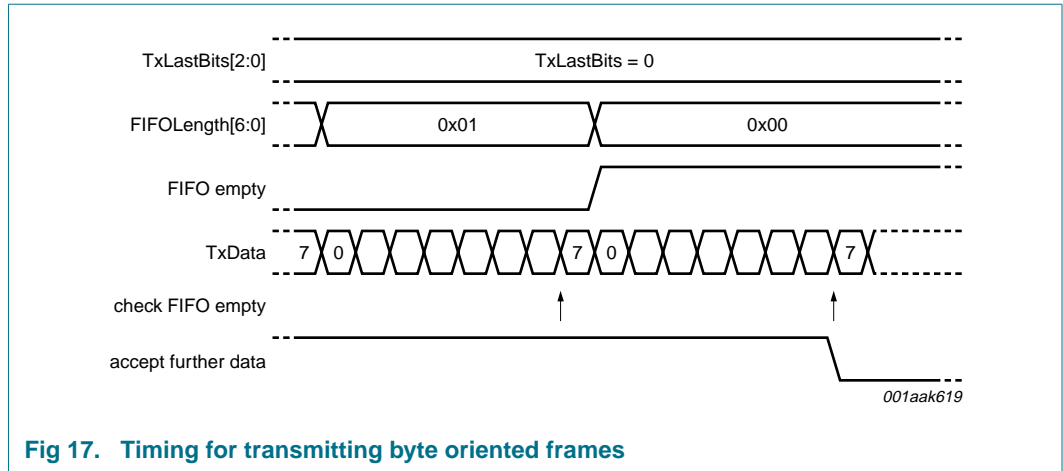 TxLastBits[2:0] TxLastBits = 0
FIFOLength[6:0] 0x01 0x00
FIFO empty
TxData 7 0 7 0 7
check FIFO empty
accept further data
001aak619
Fig 17. Timing for transmitting byte oriented frames